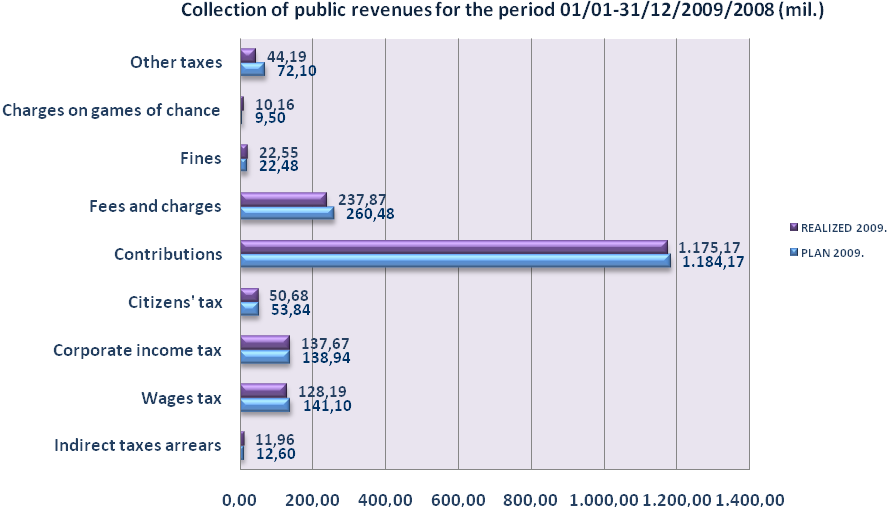 Collection of public revenues for the period 01/01-31/12/2009/2008 (mil.)
Other taxes
44,19
72,10
Charges on games of chance
10,16
9,50
Fines
22,55
22,48
Fees and charges
237,87
260,48
Contributions
1.175,17
1.184,17
Citizens' tax
50,68
53,84
Corporate income tax
137,67
138,94
Wages tax
128,19
141,10
Indirect taxes arrears
11,96
12,60
REALIZED 2009.
PLAN 2009.
0,00 200,00 400,00 600,00 800,00 1.000,00 1.200,00 1.400,00